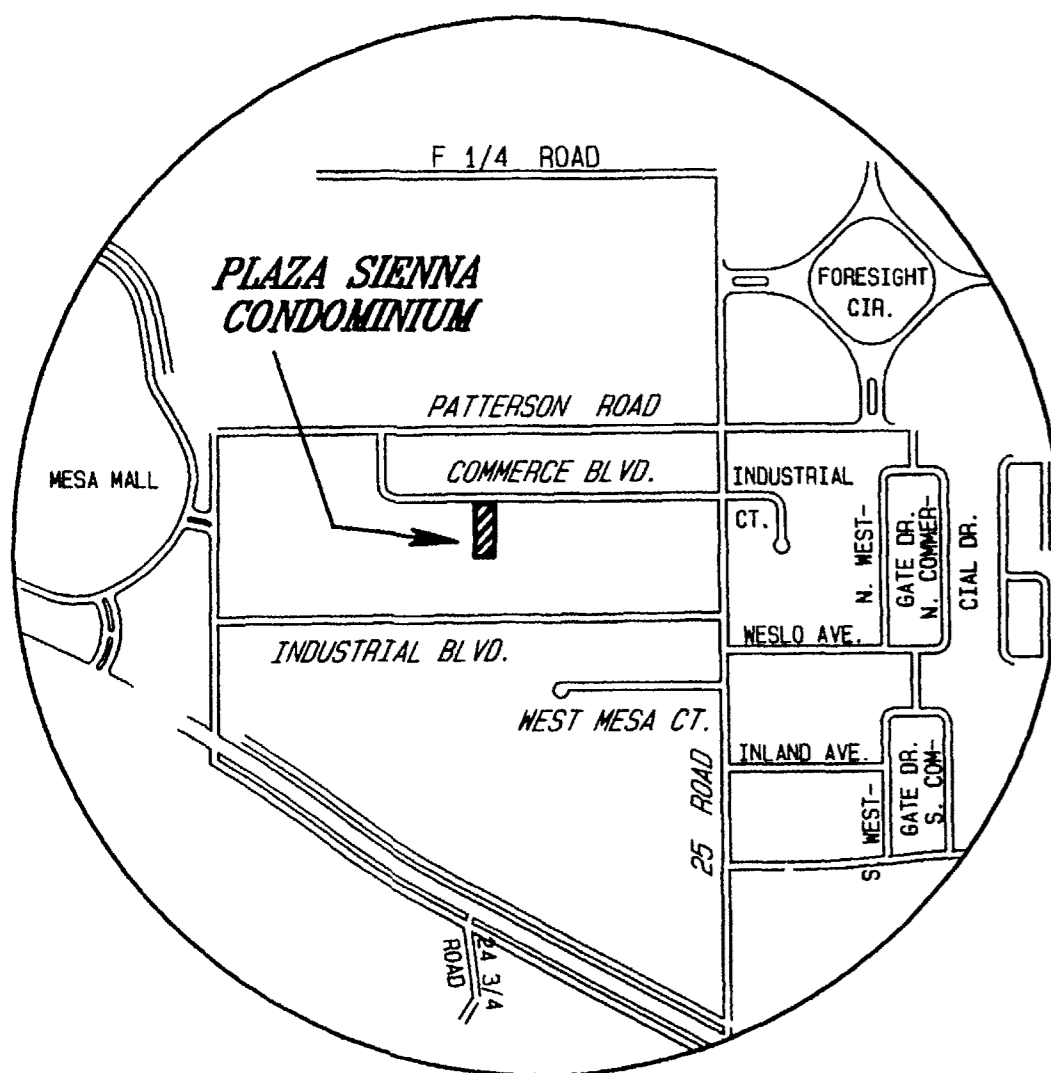 F 1/4 ROAD
PLAZA SIENNA
CONDOMINIUM
FORESIGHT
CIR.
PATTERSON ROAD
MESA MALL
COMMERCE BLVD.
INDUSTRIAL
CT.
N. WEST-
GATE DR.
N. COMMER-
CIAL DR.
WESLO AVE.
INDUSTRIAL BLVD.
WEST MESA CT.
25 ROAD
INLAND AVE.
S. WEST-
GATE DR.
S. COM-
24 3/4
ROAD